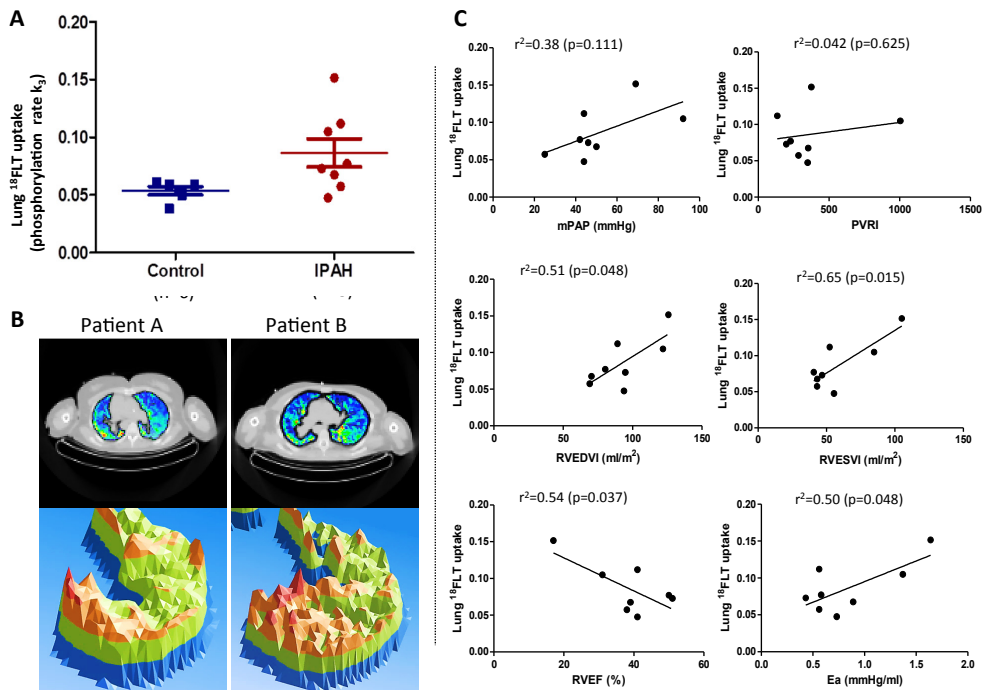 A
Lung ¹⁸FLT uptake
(phosphorylation rate k₃)
0.20
0.15
0.10
0.05
0.00
Control
IPAH
B
Patient A
Patient B
C
r²=0.38 (p=0.111)
Lung ¹⁸FLT uptake
0.20
0.15
0.10
0.05
0.00
0 20 40 60 80 100
mPAP (mmHg)
r²=0.042 (p=0.625)
Lung ¹⁸FLT uptake
0.20
0.15
0.10
0.05
0.00
0 500 1000 1500
PVRI
r²=0.51 (p=0.048)
Lung ¹⁸FLT uptake
0.20
0.15
0.10
0.05
0.00
0 50 100 150
RVEDVI (ml/m²)
r²=0.65 (p=0.015)
Lung ¹⁸FLT uptake
0.20
0.15
0.10
0.05
0.00
0 50 100 150
RVESVI (ml/m²)
r²=0.54 (p=0.037)
Lung ¹⁸FLT uptake
0.20
0.15
0.10
0.05
0.00
0 20 40 60
RVEF (%)
r²=0.50 (p=0.048)
Lung ¹⁸FLT uptake
0.20
0.15
0.10
0.05
0.00
0.0 0.5 1.0 1.5 2.0
Ea (mmHg/ml)